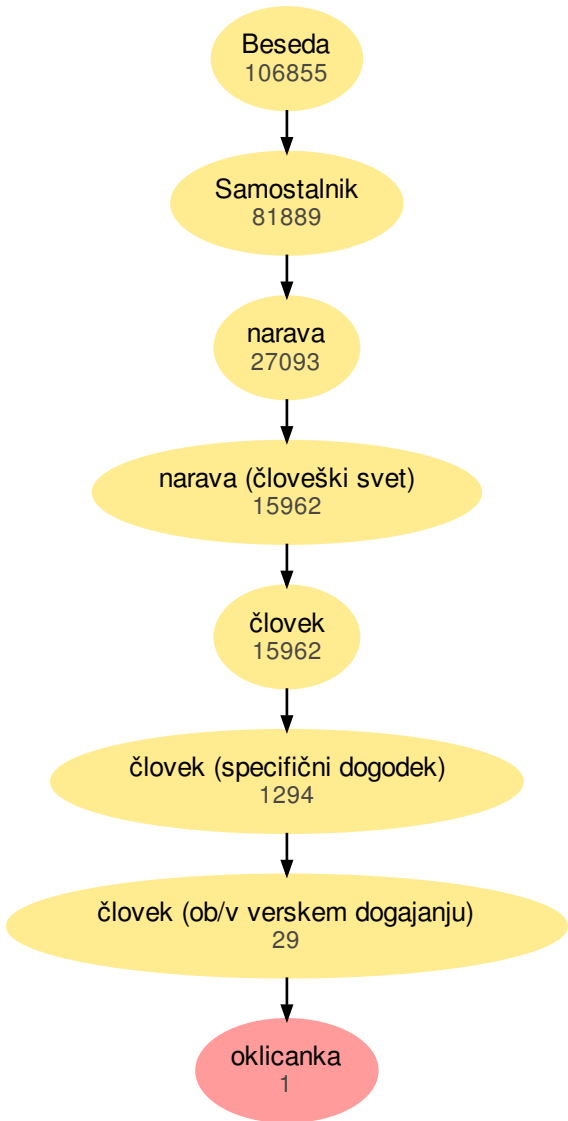 Beseda
106855
Samostalnik
81889
narava
27093
narava (človeški svet)
15962
človek
15962
človek (specifični dogodek)
1294
človek (ob/v verskem dogajanju)
29
oklicanka
1